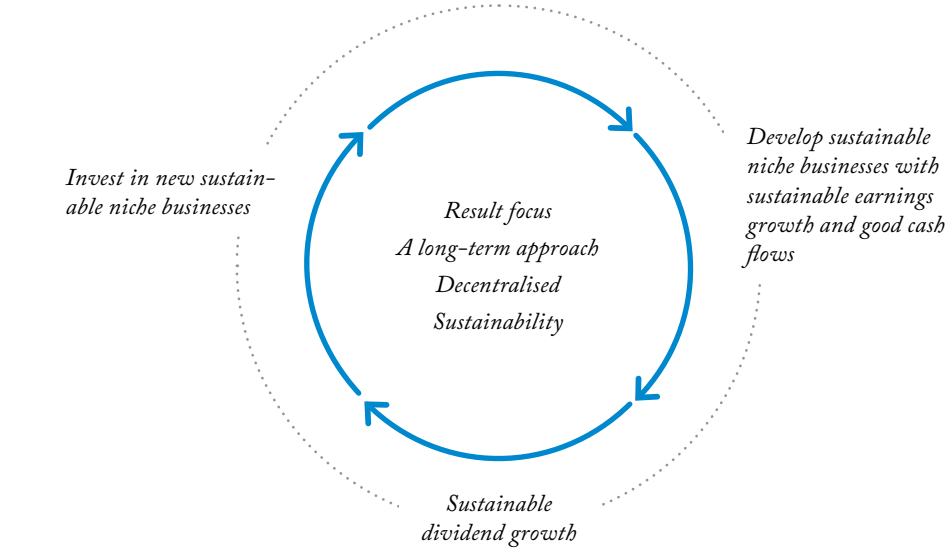 Invest in new sustain-
able niche businesses
Result focus
A long-term approach
Decentralised
Sustainability
Develop sustainable
niche businesses with
sustainable earnings
growth and good cash
flows
Sustainable
dividend growth